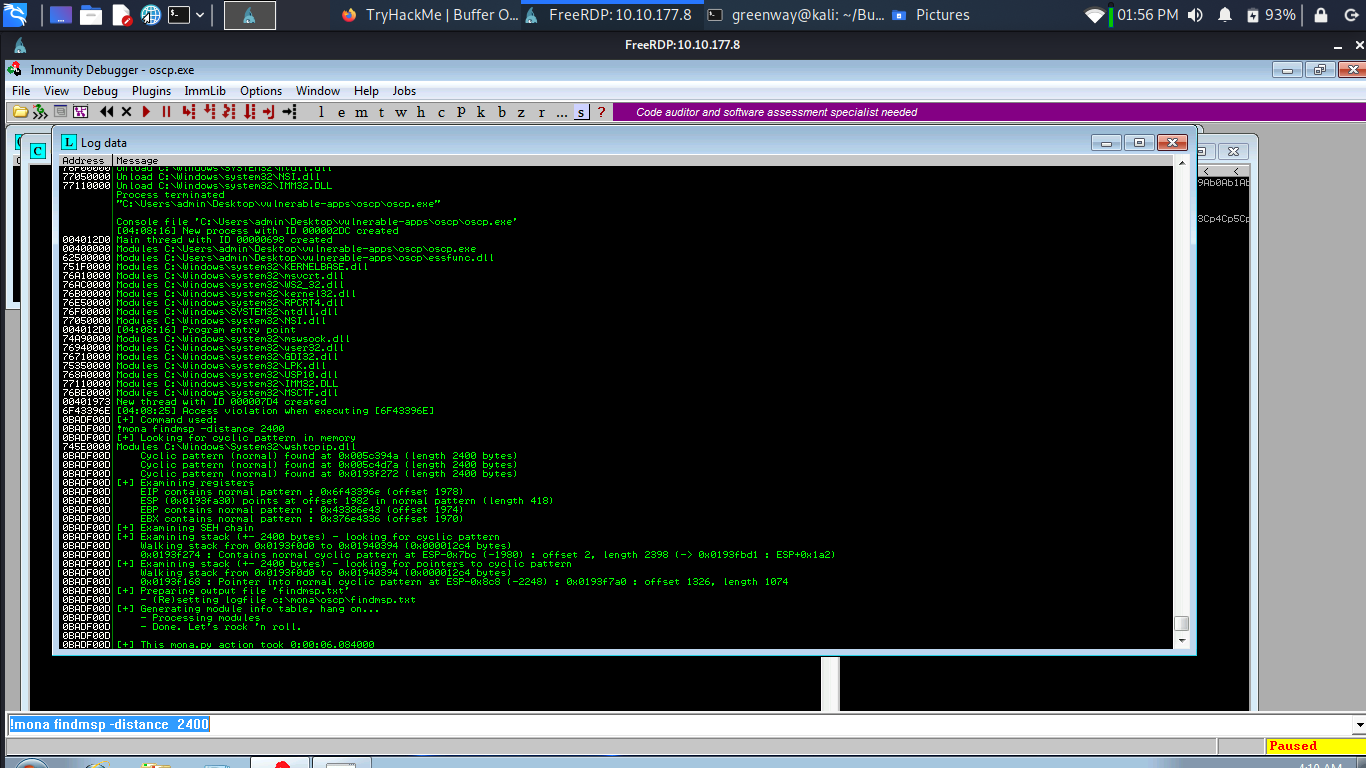 TryHackMe | Buffer O... FreeRDP: 10.10.177.8 greenway@kali: ~/Bu... Pictures 01:56 PM 93%
FreeRDP: 10.10.177.8
Immunity Debugger - oscp.exe
File View Debug Plugins ImmLib Options Window Help Jobs
l e m t w h c p k b z r ... s ? Code auditor and software assessment specialist needed
L Log data
C
Address Message
76F00000 Unload C:\Windows\SYSTEM32\ntdll.dll
77050000 Unload C:\Windows\system32\NSI.dll
77110000 Unload C:\Windows\system32\IMM32.DLL
Process terminated
"C:\Users\admin\Desktop\vulnerable-apps\oscp\oscp.exe"
Console file 'C:\Users\admin\Desktop\vulnerable-apps\oscp\oscp.exe'
[04:08:16] New process with ID 000002DC created
004012D0 Main thread with ID 00000698 created
00400000 Modules C:\Users\admin\Desktop\vulnerable-apps\oscp\oscp.exe
62500000 Modules C:\Users\admin\Desktop\vulnerable-apps\oscp\essfunc.dll
751F0000 Modules C:\Windows\system32\KERNELBASE.dll
76A10000 Modules C:\Windows\system32\msvcrt.dll
76AC0000 Modules C:\Windows\system32\WS2_32.dll
76B00000 Modules C:\Windows\system32\kernel32.dll
76E50000 Modules C:\Windows\system32\RPCRT4.dll
76F00000 Modules C:\Windows\SYSTEM32\ntdll.dll
77050000 Modules C:\Windows\system32\NSI.dll
004012D0 [04:08:16] Program entry point
74A90000 Modules C:\Windows\system32\mswsock.dll
76940000 Modules C:\Windows\system32\user32.dll
76710000 Modules C:\Windows\system32\GDI32.dll
75350000 Modules C:\Windows\system32\LPK.dll
768A0000 Modules C:\Windows\system32\USP10.dll
77110000 Modules C:\Windows\system32\IMM32.DLL
76BE0000 Modules C:\Windows\system32\MSCTF.dll
00401973 New thread with ID 000007D4 created
6F43396E [04:08:25] Access violation when executing [6F43396E]
0BADF00D [+] Command used:
0BADF00D !mona findmsp -distance 2400
0BADF00D [+] Looking for cyclic pattern in memory
745E0000 Modules C:\Windows\System32\wshtcpip.dll
0BADF00D Cyclic pattern (normal) found at 0x005c394a (length 2400 bytes)
0BADF00D Cyclic pattern (normal) found at 0x005c4d7a (length 2400 bytes)
0BADF00D Cyclic pattern (normal) found at 0x0193f272 (length 2400 bytes)
0BADF00D [+] Examining registers
0BADF00D EIP contains normal pattern : 0x6f43396e (offset 1978)
0BADF00D ESP (0x0193fa30) points at offset 1982 in normal pattern (length 418)
0BADF00D EBP contains normal pattern : 0x43386e43 (offset 1974)
0BADF00D EBX contains normal pattern : 0x376e4336 (offset 1970)
0BADF00D [+] Examining SEH chain
0BADF00D [+] Examining stack (+- 2400 bytes) - looking for cyclic pattern
0BADF00D Walking stack from 0x0193f0d0 to 0x01940394 (0x000012c4 bytes)
0BADF00D 0x0193f274 : Contains normal cyclic pattern at ESP-0x7bc (-1980) : offset 2, length 2398 (-> 0x0193fbd1 : ESP+0x1a2)
0BADF00D [+] Examining stack (+- 2400 bytes) - looking for pointers to cyclic pattern
0BADF00D Walking stack from 0x0193f0d0 to 0x01940394 (0x000012c4 bytes)
0BADF00D 0x0193f168 : Pointer into normal cyclic pattern at ESP-0x8c8 (-2248) : 0x0193f7a0 : offset 1326, length 1074
0BADF00D [+] Preparing output file 'findmsp.txt'
0BADF00D - (Re)setting logfile c:\mona\oscp\findmsp.txt
0BADF00D [+] Generating module info table, hang on...
0BADF00D - Processing modules
0BADF00D - Done. Let's rock 'n roll.
0BADF00D
0BADF00D [+] This mona.py action took 0:00:06.084000
9Ab0Ab1Ab
3Cp4Cp5Cp
!mona findmsp -distance 2400
Paused